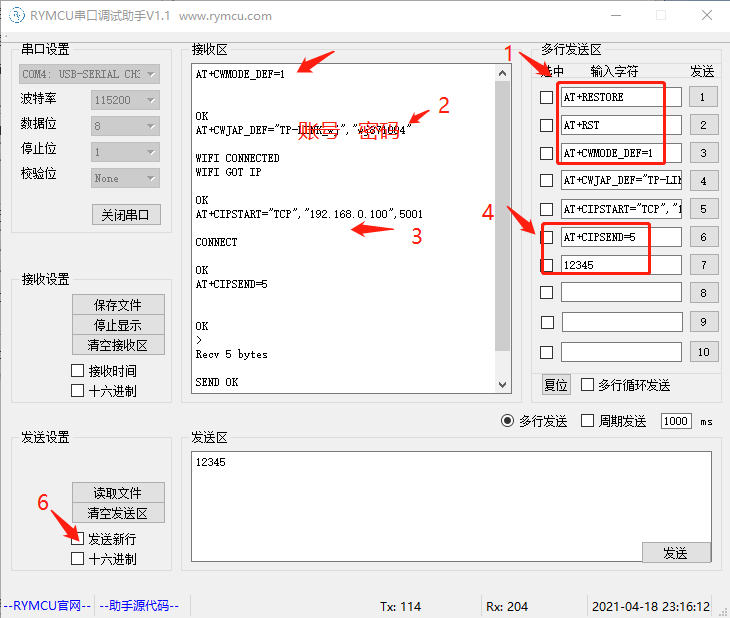 RYMCU串口调试助手V1.1 www.rymcu.com
串口设置
COM4: USB-SERIAL CH3
波特率
115200
数据位
8
停止位
1
校验位
None
关闭串口
接收设置
保存文件
停止显示
清空接收区
接收时间
十六进制
接收区
AT+CWMODE_DEF=1
OK
2
账号 密码
WIFI CONNECTED
WIFI GOT IP
OK
AT+CIPSTART="TCP","192.168.0.100",5001
3
CONNECT
OK
AT+CIPSEND=5
OK
>
Recv 5 bytes
SEND OK
1
多行发送区
选中 输入字符 发送
AT+RESTORE 1
AT+RST 2
AT+CWMODE_DEF=1 3
AT+CWJAP_DEF="TP-LIN 4
AT+CIPSTART="TCP","1 5
4
AT+CIPSEND=5 6
12345 7
8
9
10
复位 多行循环发送
多行发送 周期发送 1000 ms
发送设置
读取文件
清空发送区
6
发送新行
十六进制
发送区
12345
发送
--RYMCU官网-- --助手源代码-- Tx: 114 Rx: 204 2021-04-18 23:16:12